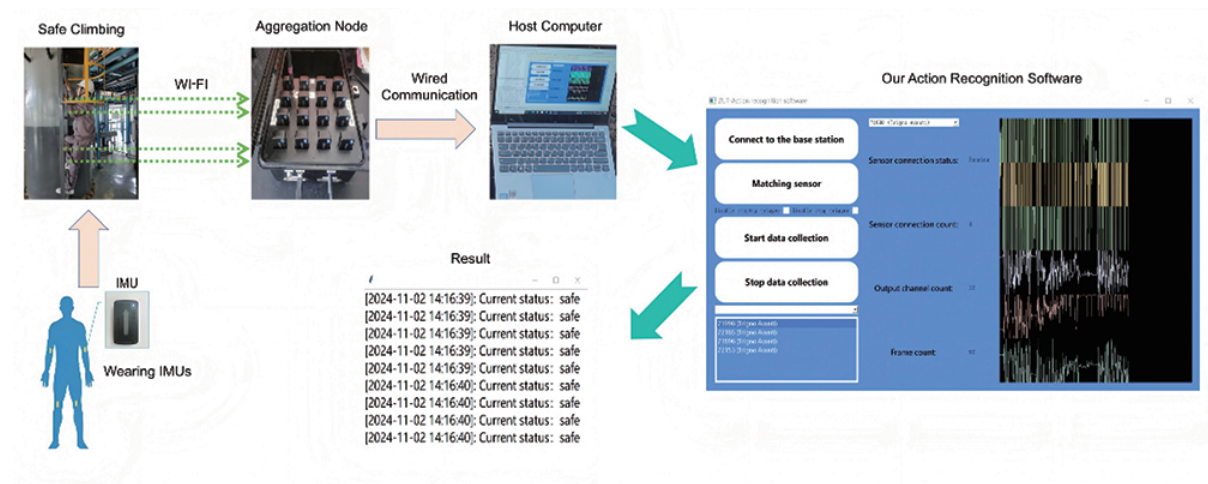 Safe Climbing
Aggregation Node
Host Computer
WI-FI
Wired
Communication
Our Action Recognition Software
Action recognition software
Connect to the base station
Matching sensor
Start data collection
Stop data collection
Sensor connection status:
Sensor connection count: 4
Output channel count: 32
Frame count: 62
IMU
Wearing IMUs
Result
[2024-11-02 14:16:39]: Current status: safe
[2024-11-02 14:16:39]: Current status: safe
[2024-11-02 14:16:39]: Current status: safe
[2024-11-02 14:16:39]: Current status: safe
[2024-11-02 14:16:39]: Current status: safe
[2024-11-02 14:16:40]: Current status: safe
[2024-11-02 14:16:40]: Current status: safe
[2024-11-02 14:16:40]: Current status: safe
[2024-11-02 14:16:40]: Current status: safe